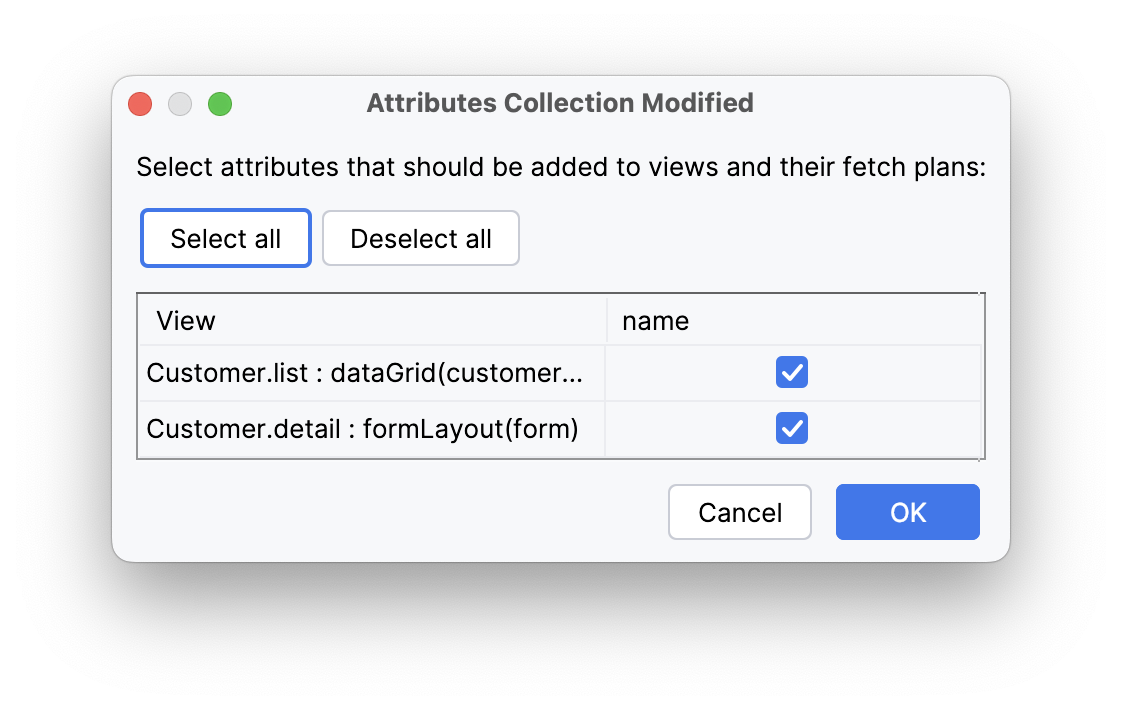 Attributes Collection Modified
Select attributes that should be added to views and their fetch plans:
Select all Deselect all
View name
Customer.list : dataGrid(customer...
Customer.detail : formLayout(form)
Cancel OK